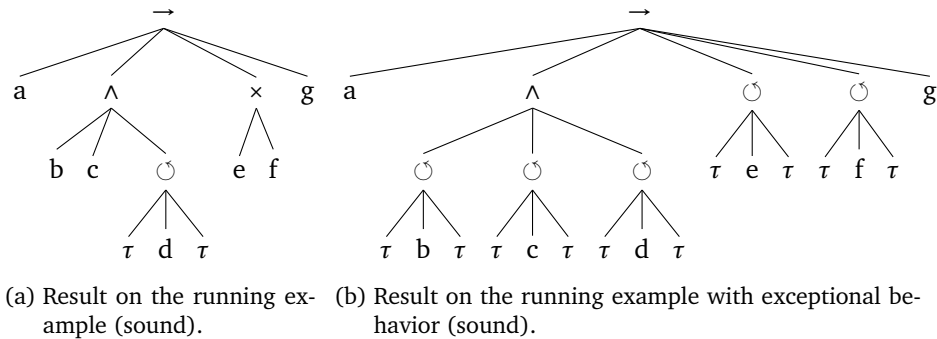 → →
a ∧ × g a ∧ ↺ ↺ g
b c ↺ e f ↺ ↺ ↺ τ e τ τ f τ
τ d τ τ b τ τ c τ τ d τ
(a) Result on the running ex-
ample (sound).
(b) Result on the running example with exceptional be-
havior (sound).